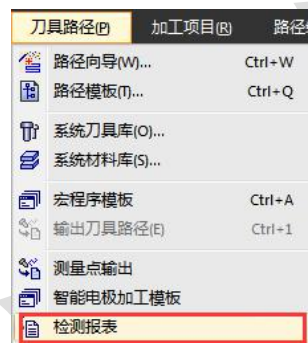 刀具路径(P) 加工项目(R) 路径
路径向导(W)... Ctrl+W
路径模板(T)... Ctrl+Q
系统刀具库(O)...
系统材料库(S)...
宏程序模板 Ctrl+A
输出刀具路径(E) Ctrl+1
测量点输出
智能电极加工模板
检测报表